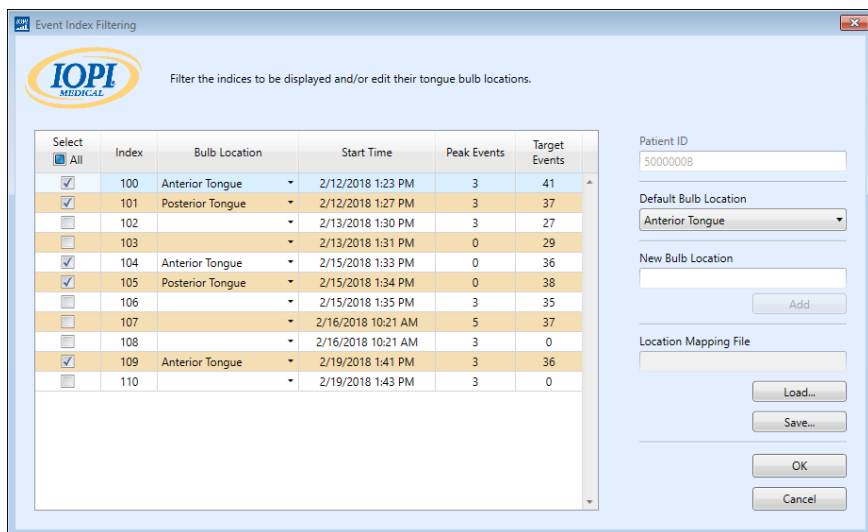 IOPI Event Index Filtering
IOPI
MEDICAL
Filter the indices to be displayed and/or edit their tongue bulb locations.
Select
All
Index
Bulb Location
Start Time
Peak Events
Target
Events
100 Anterior Tongue 2/12/2018 1:23 PM 3 41
101 Posterior Tongue 2/12/2018 1:27 PM 3 37
102 2/13/2018 1:30 PM 3 27
103 2/13/2018 1:31 PM 0 29
104 Anterior Tongue 2/15/2018 1:33 PM 0 36
105 Posterior Tongue 2/15/2018 1:34 PM 0 38
106 2/15/2018 1:35 PM 3 35
107 2/16/2018 10:21 AM 5 37
108 2/16/2018 10:21 AM 3 0
109 Anterior Tongue 2/19/2018 1:41 PM 3 36
110 2/19/2018 1:43 PM 3 0
Patient ID
5000000B
Default Bulb Location
Anterior Tongue
New Bulb Location
Add
Location Mapping File
Load...
Save...
OK
Cancel